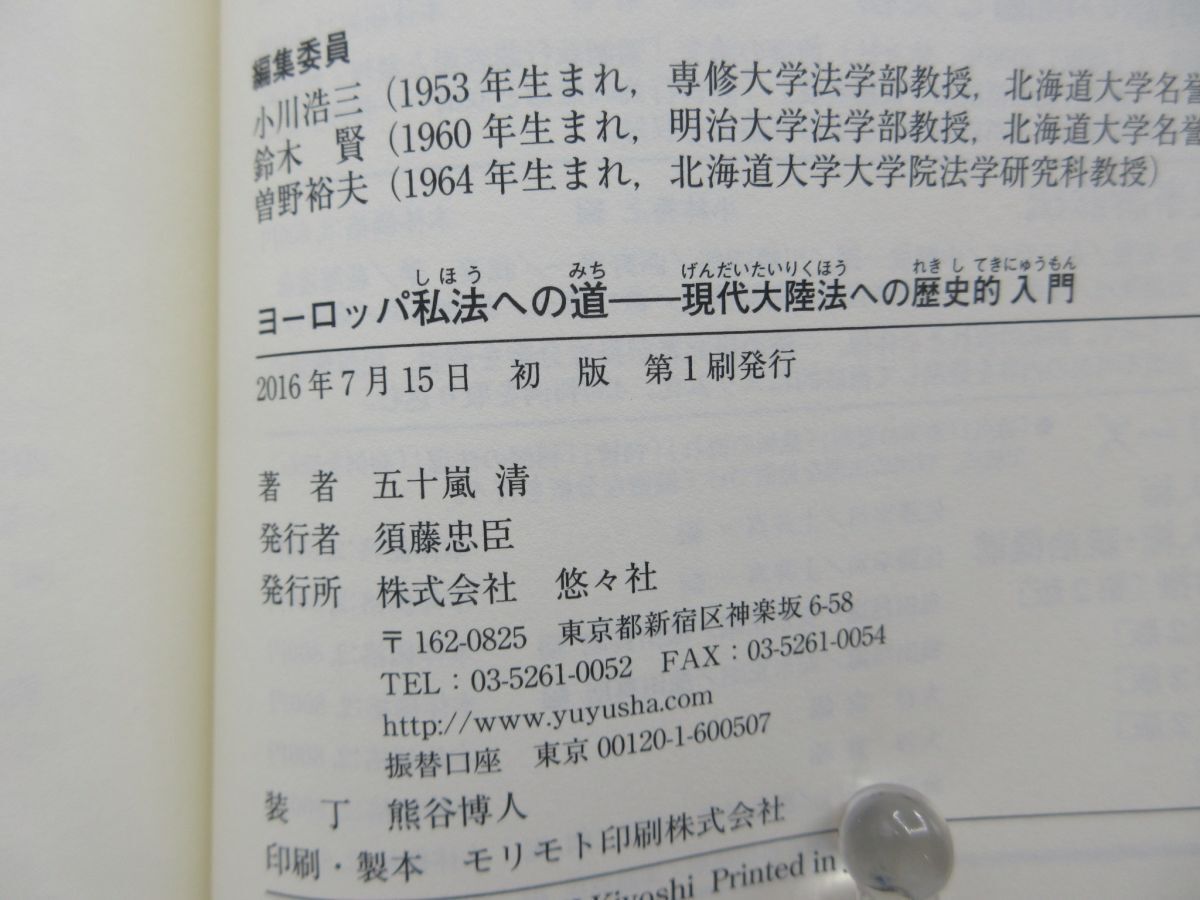 編集委員
小川浩三（1953年生まれ，専修大学法学部教授，北海道大学名誉
鈴木　賢（1960年生まれ，明治大学法学部教授，北海道大学名誉
曽野裕夫（1964年生まれ，北海道大学大学院法学研究科教授）
しほう みち げんだいたいりくほう れきしてきにゅうもん
ヨーロッパ私法への道――現代大陸法への歴史的入門
2016年7月15日　初　版　第1刷発行
著　者　五十嵐 清
発行者　須藤忠臣
発行所　株式会社　悠々社
〒162-0825　東京都新宿区神楽坂6-58
TEL：03-5261-0052　FAX：03-5261-0054
http://www.yuyusha.com
振替口座　東京00120-1-600507
装　丁　熊谷博人
印刷・製本　モリモト印刷株式会社
Kiyoshi Printed in